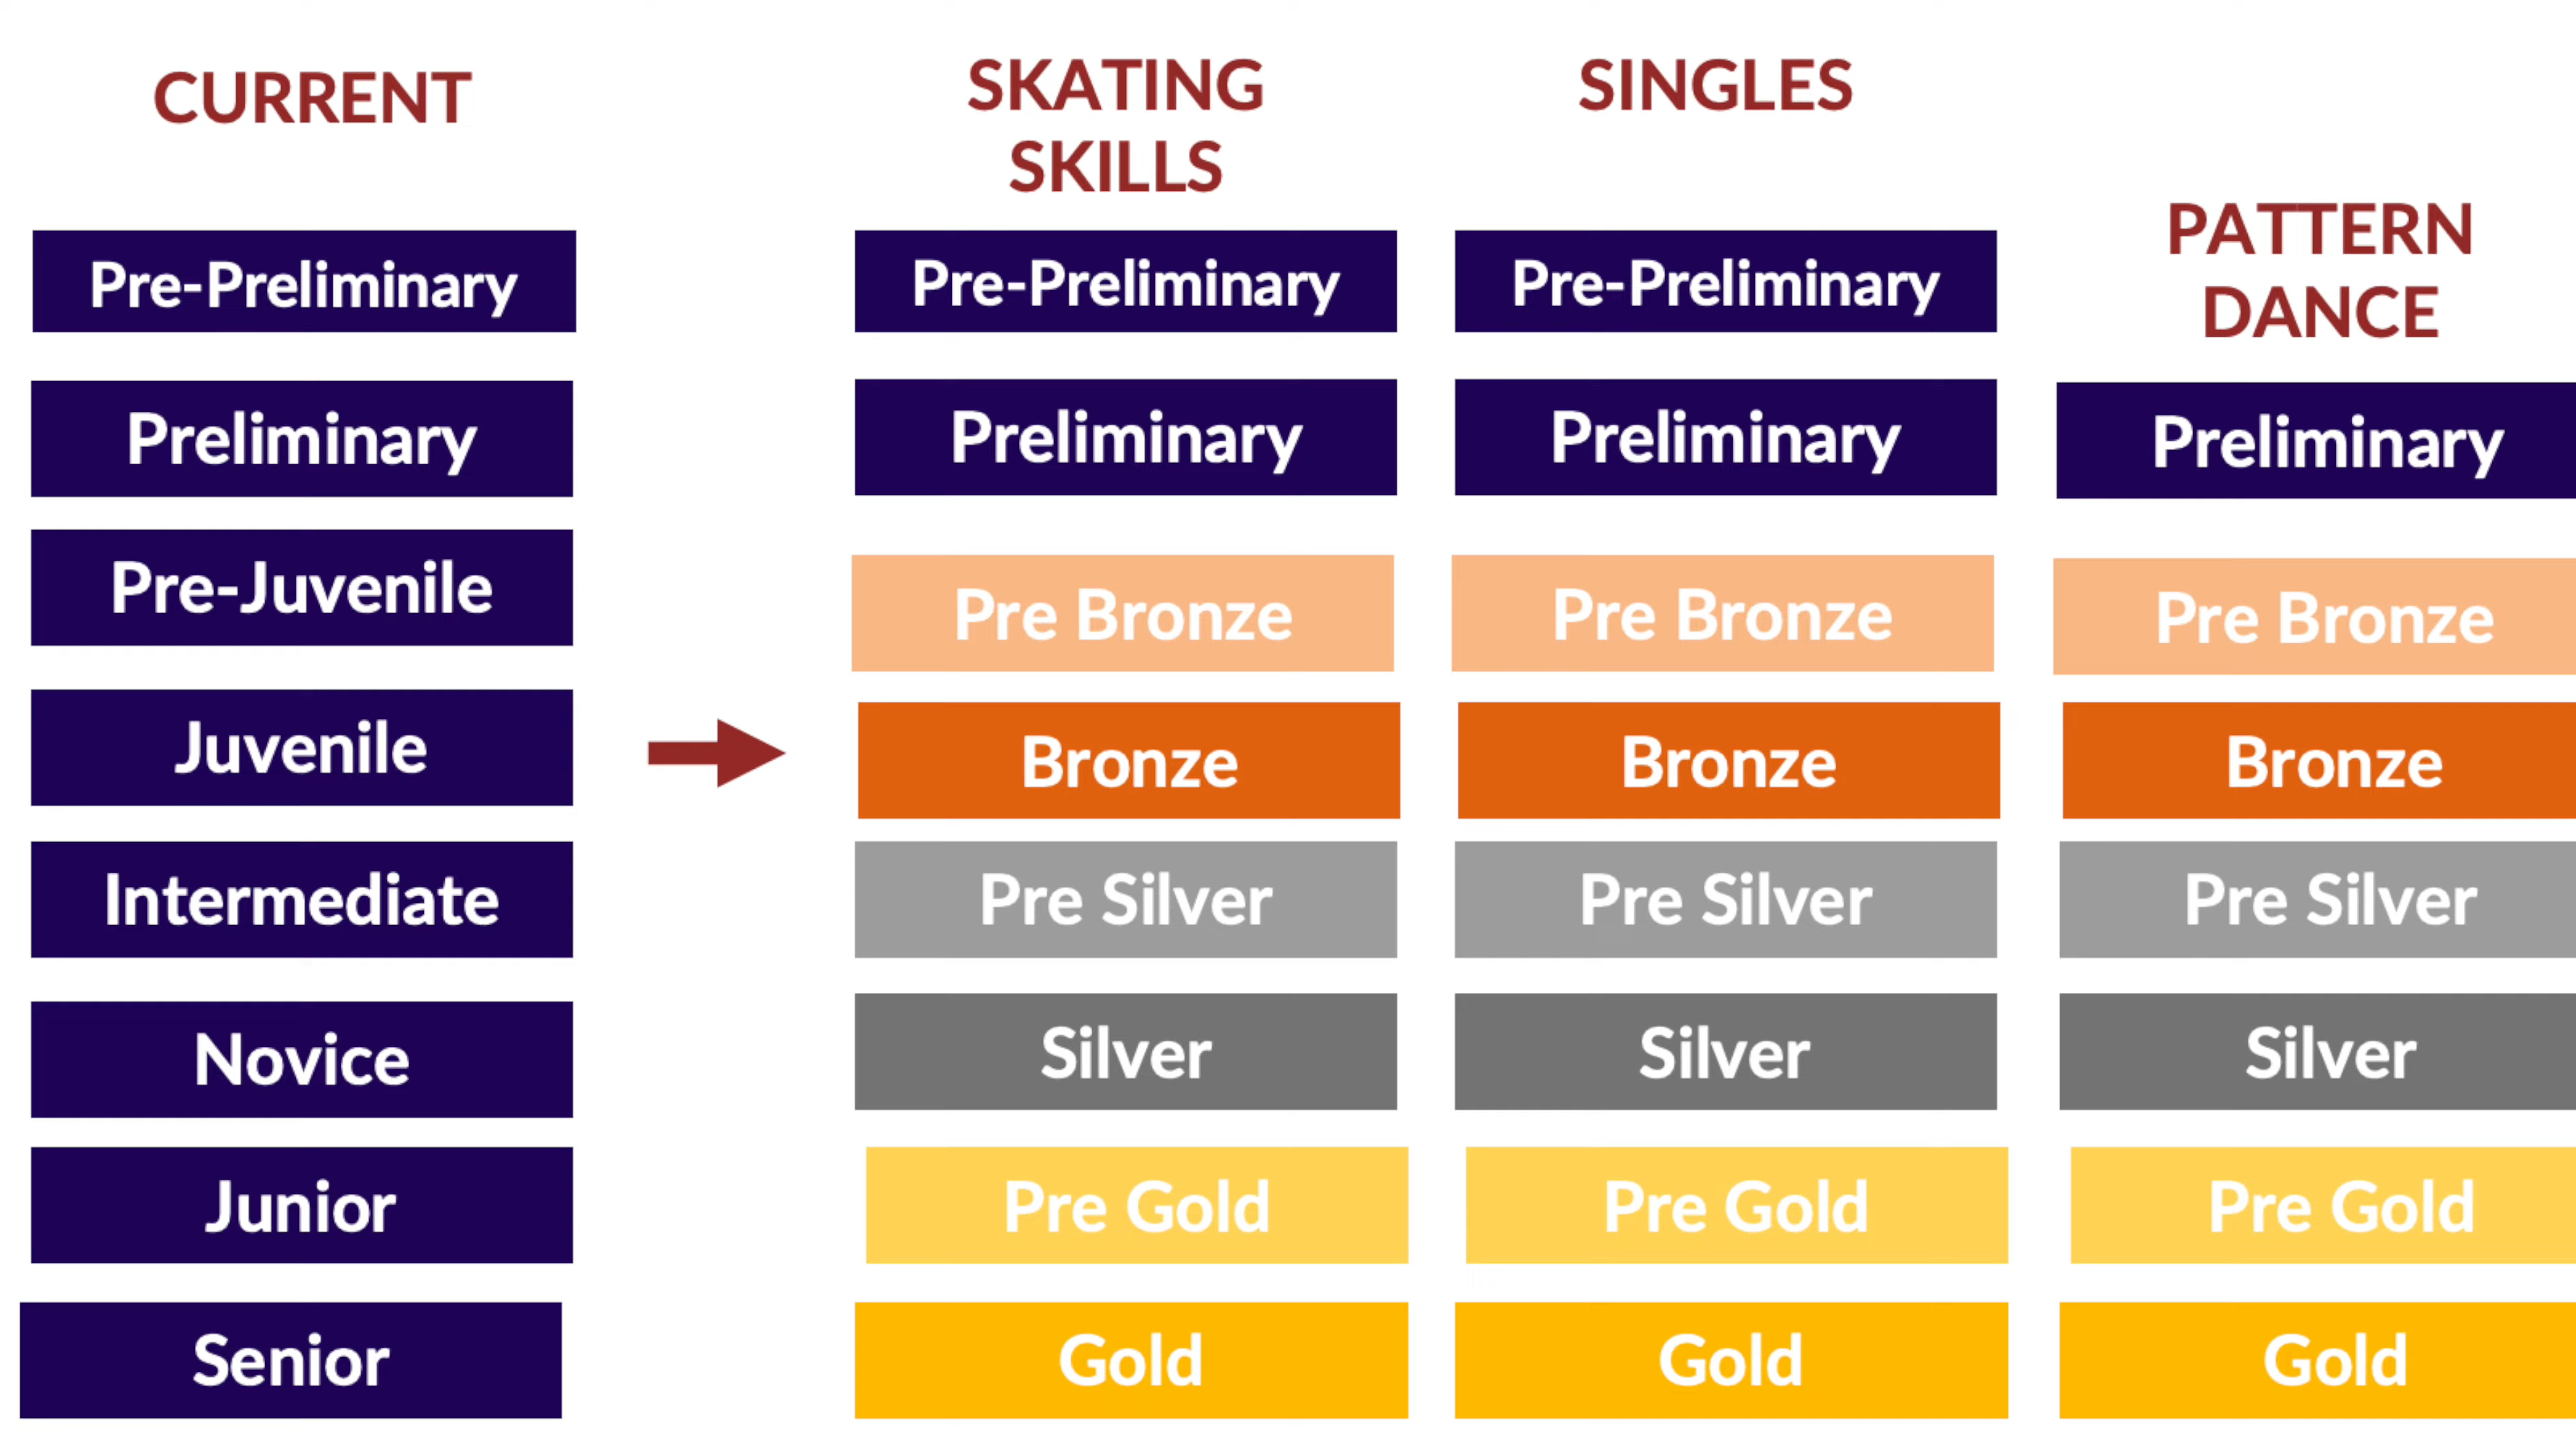 CURRENT
Pre-Preliminary
Preliminary
Pre-Juvenile
Juvenile
Intermediate
Novice
Junior
Senior
SKATING
SKILLS
Pre-Preliminary
Preliminary
Pre Bronze
Bronze
Pre Silver
Silver
Pre Gold
Gold
SINGLES
Pre-Preliminary
Preliminary
Pre Bronze
Bronze
Pre Silver
Silver
Pre Gold
Gold
PATTERN
DANCE
Preliminary
Pre Bronze
Bronze
Pre Silver
Silver
Pre Gold
Gold